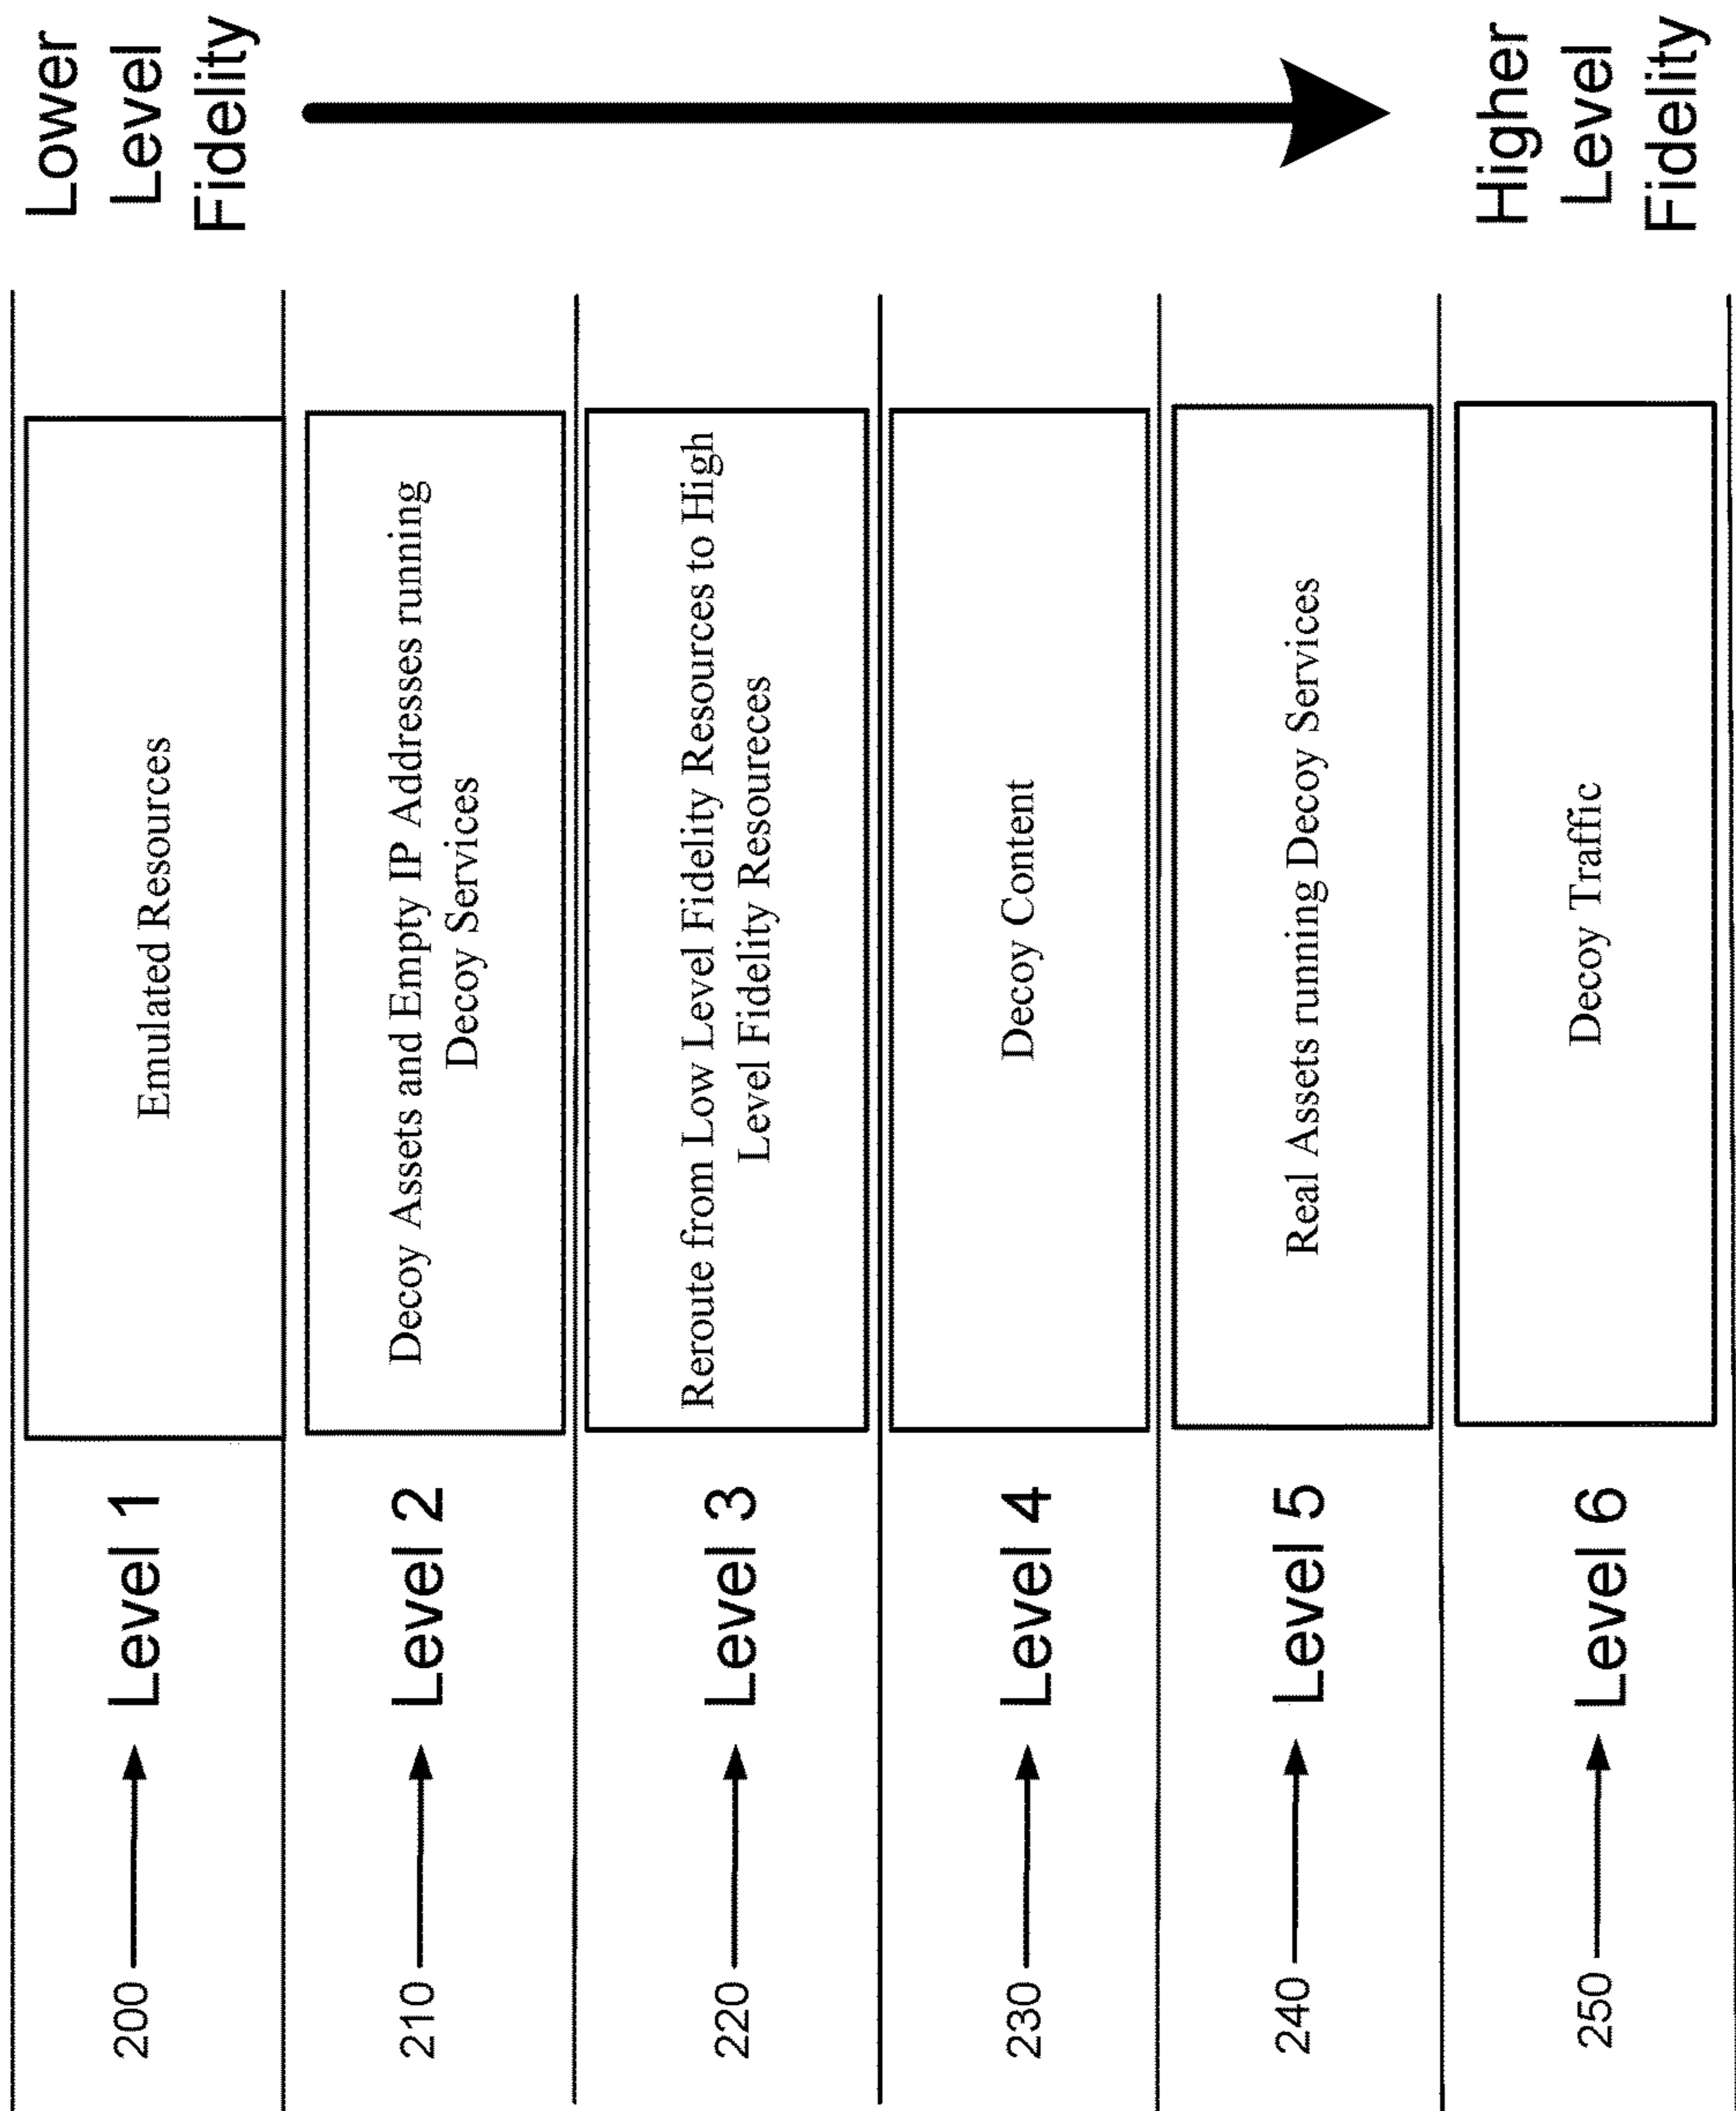 200 Level 1 Emulated Resources
Lower
Level
Fidelity
210 Level 2 Decoy Assets and Empty IP Addresses running
Decoy Services
220 Level 3 Reroute from Low Level Fidelity Resources to High
Level Fidelity Resources
230 Level 4 Decoy Content
240 Level 5 Real Assets running Decoy Services
250 Level 6 Decoy Traffic
Higher
Level
Fidelity